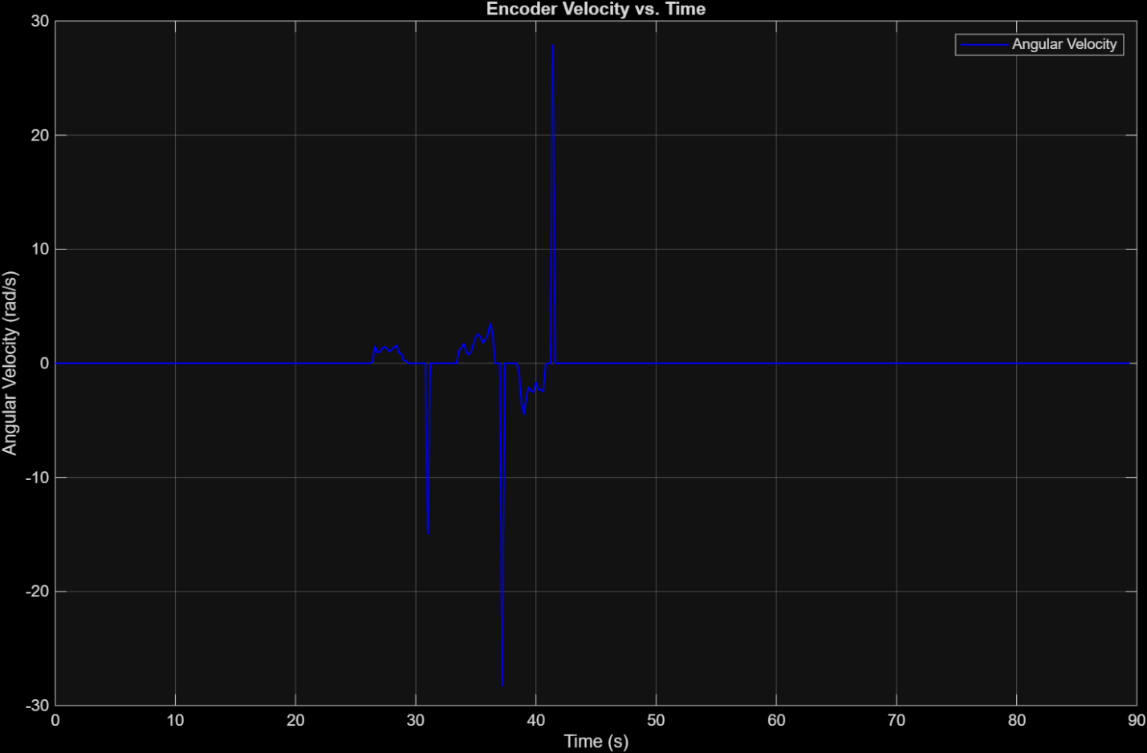 Encoder Velocity vs. Time
Angular Velocity
30
20
10
0
-10
-20
-30
Angular Velocity (rad/s)
0 10 20 30 40 50 60 70 80 90
Time (s)